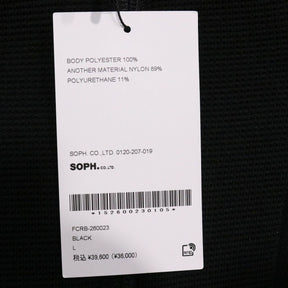 BODY POLYESTER 100%
ANOTHER MATERIAL NYLON 89%
POLYURETHANE 11%
SOPH. CO.,LTD. 0120-207-019
SOPH.CO.,LTD.
*152600230105*
FCRB-260023
BLACK
L
税込 ¥39,600 (¥36,000)